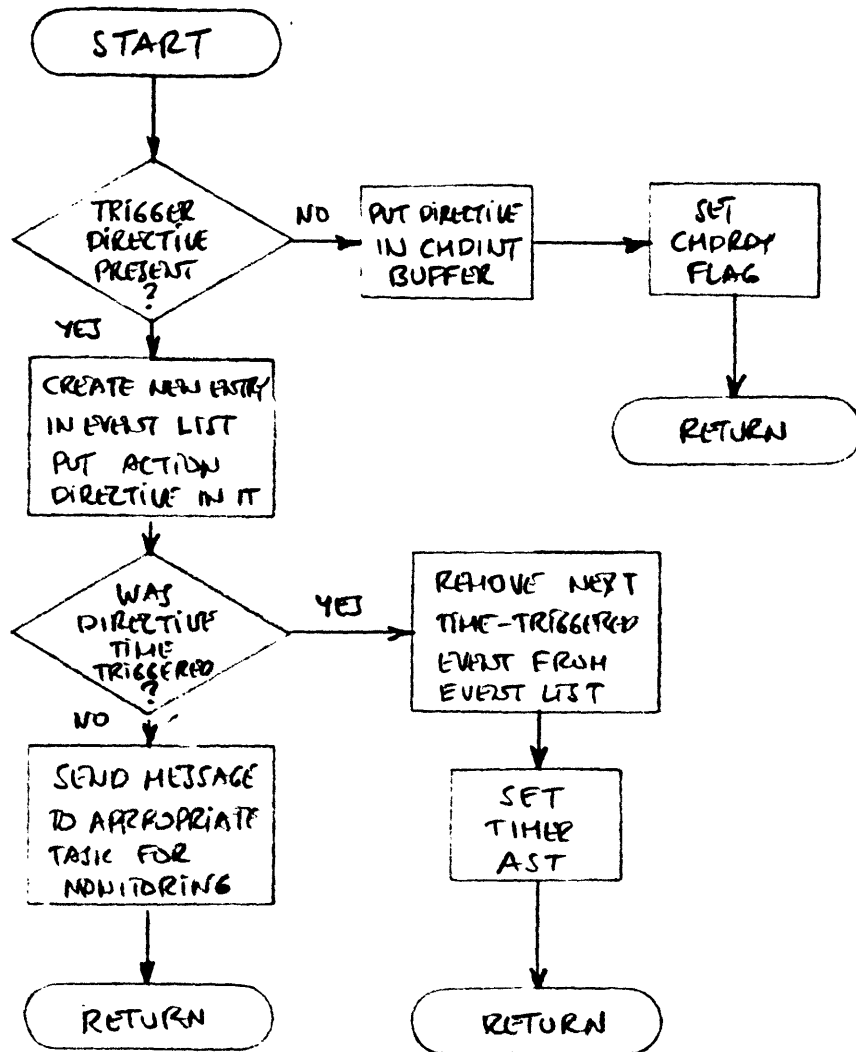 START
TRIGGER
DIRECTIVE
PRESENT
?
NO
PUT DIRECTIVE
IN CMDINT
BUFFER
SET
CMDRDY
FLAG
RETURN
YES
CREATE NEW ENTRY
IN EVENT LIST
PUT ACTION
DIRECTIVE IN IT
WAS
DIRECTIVE
TIME
TRIGGERED
?
YES
REMOVE NEXT
TIME-TRIGGERED
EVENT FROM
EVENT LIST
SET
TIMER
AST
RETURN
NO
SEND MESSAGE
TO APPROPRIATE
TASK FOR
MONITORING
RETURN